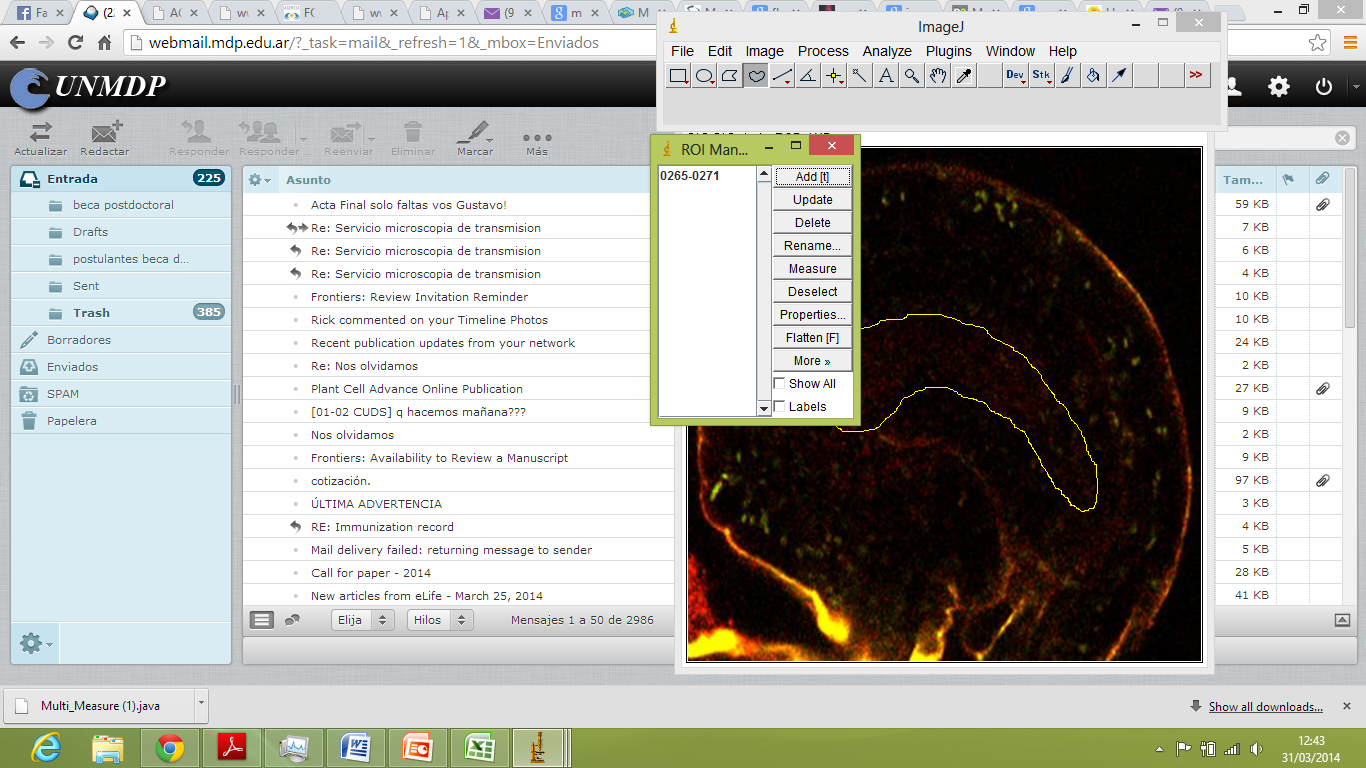 Fa
(2
AC
w
AGENCIA FO
w
Ap
(9
m
M
ImageJ
webmail.mdp.edu.ar/?_task=mail&_refresh=1&_mbox=Enviados
File Edit Image Process Analyze Plugins Window Help
A Dev Stk >>
UNMDP
Actualizar Redactar Responder Responder ... Reenviar Eliminar Marcar Más
ROI Man...
0265-0271
Add [t]
Update
Delete
Rename...
Measure
Deselect
Properties...
Flatten [F]
More »
Show All
Labels
Entrada 225
beca postdoctoral
Drafts
postulantes beca d...
Sent
Trash 385
Borradores
Enviados
SPAM
Papelera
Asunto Tam...
Acta Final solo faltas vos Gustavo! 59 KB
Re: Servicio microscopia de transmision 7 KB
Re: Servicio microscopia de transmision 6 KB
Re: Servicio microscopia de transmision 4 KB
Frontiers: Review Invitation Reminder 10 KB
Rick commented on your Timeline Photos 10 KB
Recent publication updates from your network 24 KB
Re: Nos olvidamos 2 KB
Plant Cell Advance Online Publication 27 KB
[01-02 CUDS] q hacemos mañana??? 9 KB
Nos olvidamos 2 KB
Frontiers: Availability to Review a Manuscript 9 KB
cotización. 97 KB
ÚLTIMA ADVERTENCIA 3 KB
RE: Immunization record 4 KB
Mail delivery failed: returning message to sender 5 KB
Call for paper - 2014 28 KB
New articles from eLife - March 25, 2014 41 KB
Elija Hilos Mensajes 1 a 50 de 2986
Multi_Measure (1).java Show all downloads...
12:43
31/03/2014